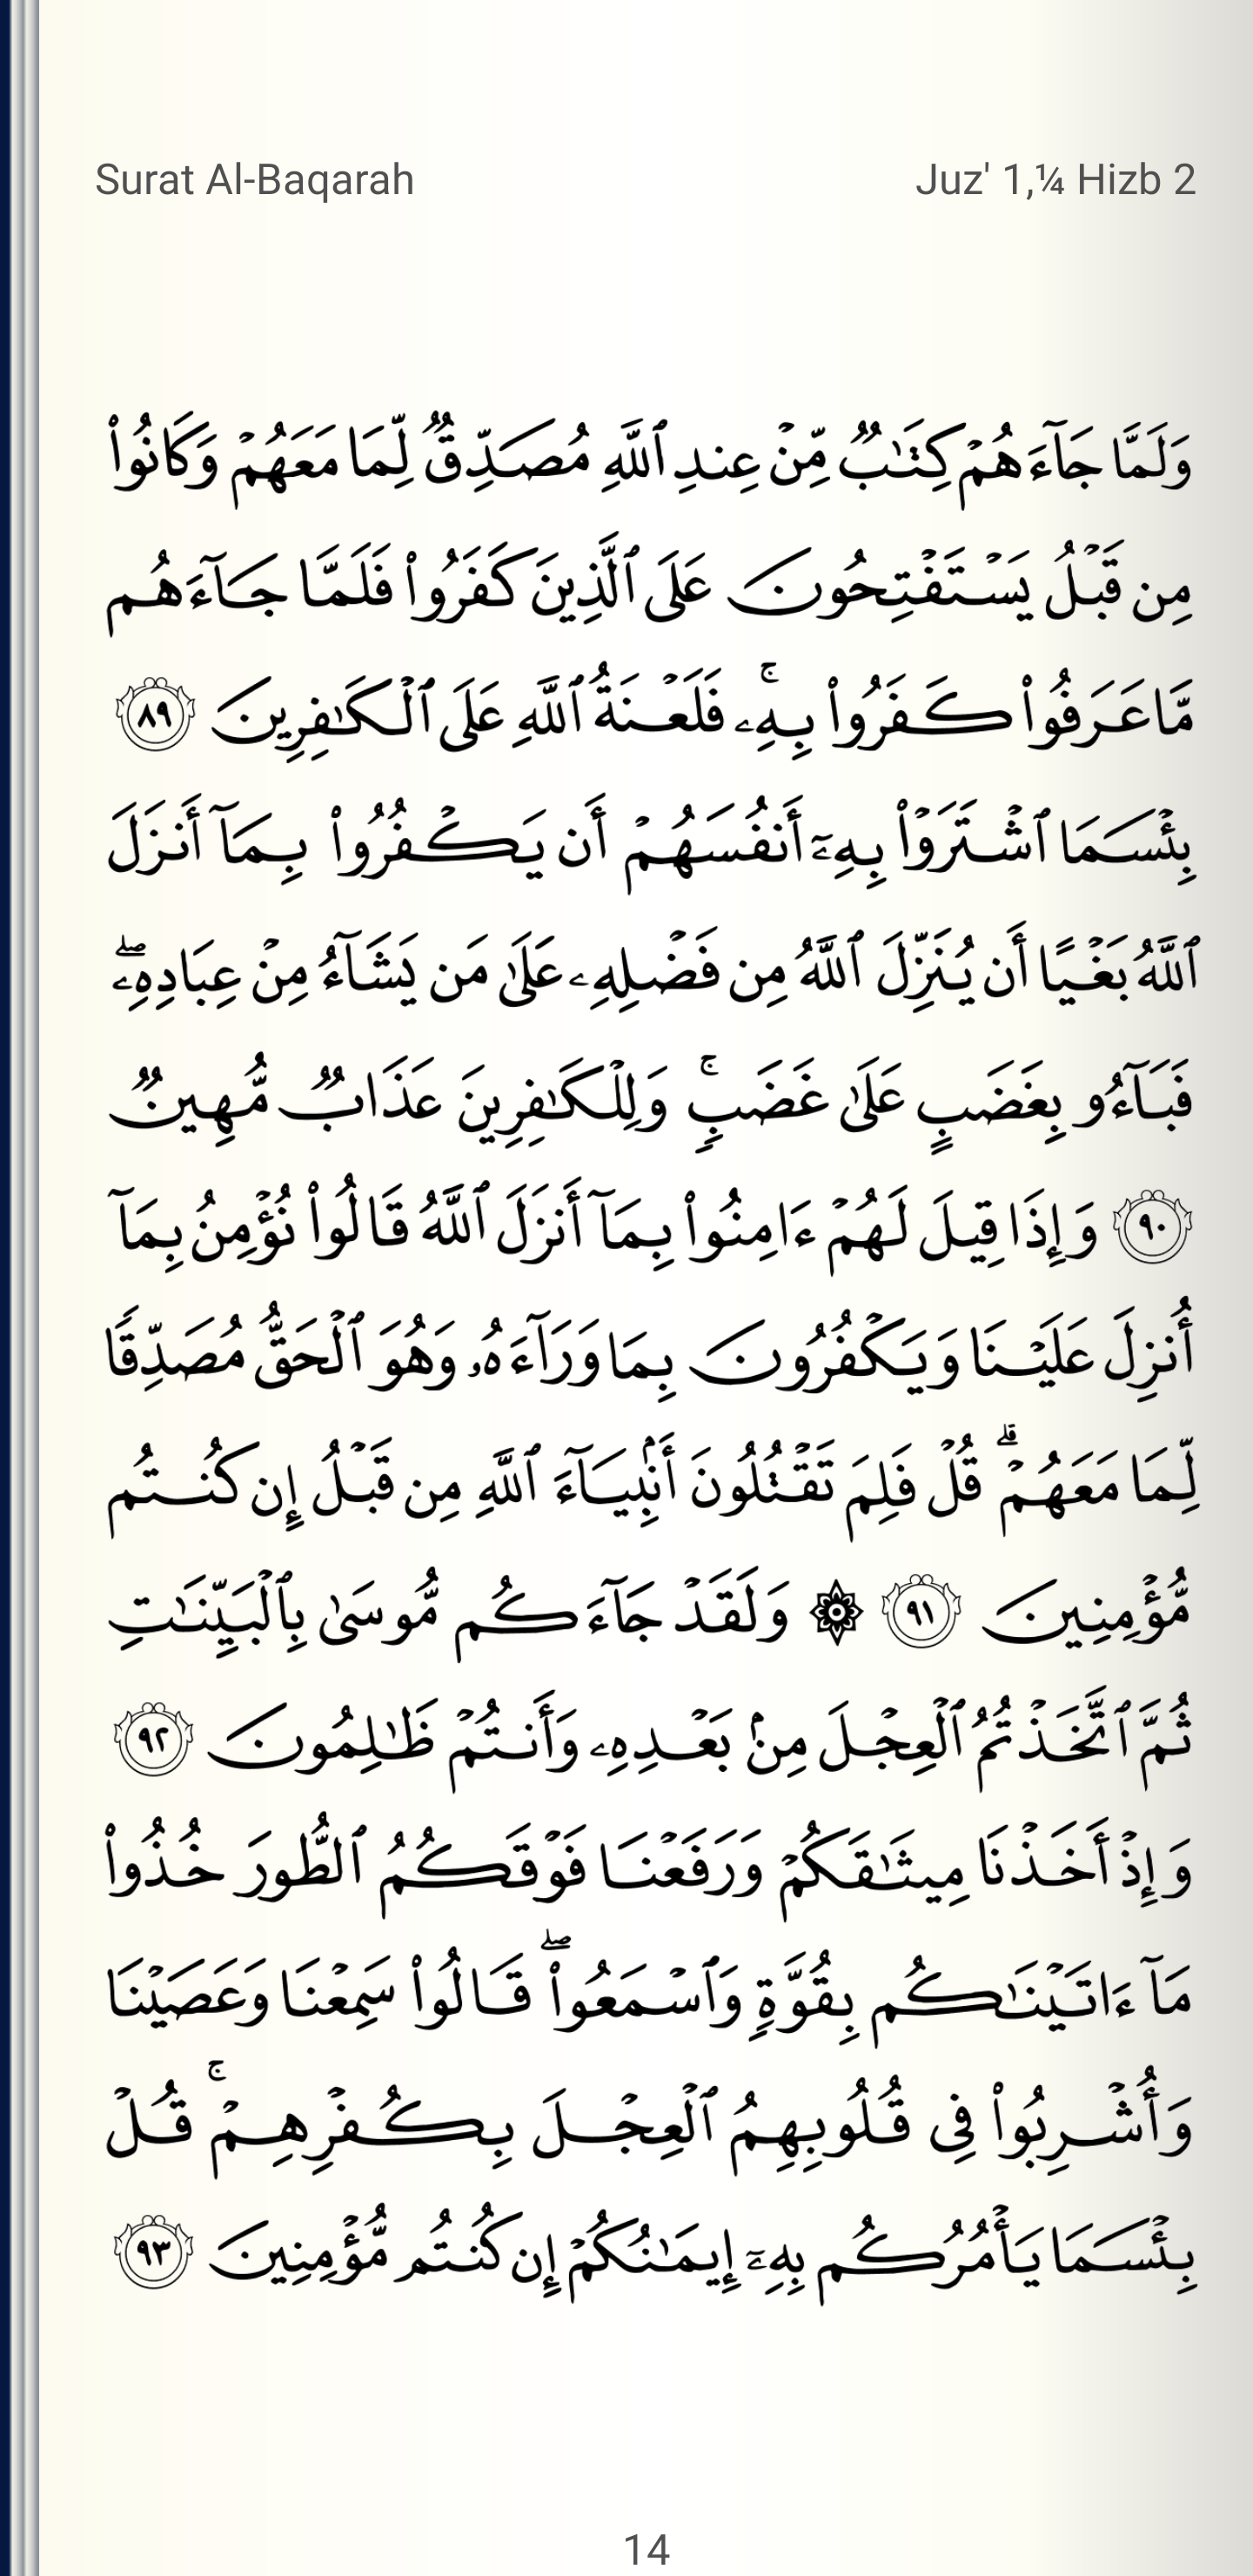 Surat Al-Baqarah Juz' 1,¼ Hizb 2
وَلَمَّا جَآءَهُمْ كِتَٰبٌ مِّنْ عِندِ ٱللَّهِ مُصَدِّقٌ لِّمَا مَعَهُمْ وَكَانُوا۟
مِن قَبْلُ يَسْتَفْتِحُونَ عَلَى ٱلَّذِينَ كَفَرُوا۟ فَلَمَّا جَآءَهُم
مَّا عَرَفُوا۟ كَفَرُوا۟ بِهِۦ ۚ فَلَعْنَةُ ٱللَّهِ عَلَى ٱلْكَٰفِرِينَ ٨٩
بِئْسَمَا ٱشْتَرَوْا۟ بِهِۦٓ أَنفُسَهُمْ أَن يَكْفُرُوا۟ بِمَآ أَنزَلَ
ٱللَّهُ بَغْيًا أَن يُنَزِّلَ ٱللَّهُ مِن فَضْلِهِۦ عَلَىٰ مَن يَشَآءُ مِنْ عِبَادِهِۦ ۖ
فَبَآءُو بِغَضَبٍ عَلَىٰ غَضَبٍ ۚ وَلِلْكَٰفِرِينَ عَذَابٌ مُّهِينٌ
٩٠ وَإِذَا قِيلَ لَهُمْ ءَامِنُوا۟ بِمَآ أَنزَلَ ٱللَّهُ قَالُوا۟ نُؤْمِنُ بِمَآ
أُنزِلَ عَلَيْنَا وَيَكْفُرُونَ بِمَا وَرَآءَهُۥ وَهُوَ ٱلْحَقُّ مُصَدِّقًا
لِّمَا مَعَهُمْ ۗ قُلْ فَلِمَ تَقْتُلُونَ أَنۢبِيَآءَ ٱللَّهِ مِن قَبْلُ إِن كُنتُم
مُّؤْمِنِينَ ٩١ ۞ وَلَقَدْ جَآءَكُم مُّوسَىٰ بِٱلْبَيِّنَٰتِ
ثُمَّ ٱتَّخَذْتُمُ ٱلْعِجْلَ مِنۢ بَعْدِهِۦ وَأَنتُمْ ظَٰلِمُونَ ٩٢
وَإِذْ أَخَذْنَا مِيثَٰقَكُمْ وَرَفَعْنَا فَوْقَكُمُ ٱلطُّورَ خُذُوا۟
مَآ ءَاتَيْنَٰكُم بِقُوَّةٍ وَٱسْمَعُوا۟ ۖ قَالُوا۟ سَمِعْنَا وَعَصَيْنَا
وَأُشْرِبُوا۟ فِى قُلُوبِهِمُ ٱلْعِجْلَ بِكُفْرِهِمْ ۚ قُلْ
بِئْسَمَا يَأْمُرُكُم بِهِۦٓ إِيمَٰنُكُمْ إِن كُنتُم مُّؤْمِنِينَ ٩٣
14